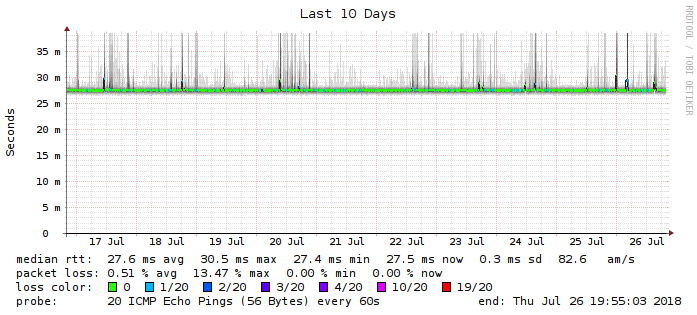 Last 10 Days
RRDTOOL / TOBI OETIKER
Seconds
35 m
30 m
25 m
20 m
15 m
10 m
5 m
0
17 Jul 18 Jul 19 Jul 20 Jul 21 Jul 22 Jul 23 Jul 24 Jul 25 Jul 26 Jul
median rtt: 27.6 ms avg 30.5 ms max 27.4 ms min 27.5 ms now 0.3 ms sd 82.6 am/s
packet loss: 0.51 % avg 13.47 % max 0.00 % min 0.00 % now
loss color: 0 1/20 2/20 3/20 4/20 10/20 19/20
probe: 20 ICMP Echo Pings (56 Bytes) every 60s end: Thu Jul 26 19:55:03 2018